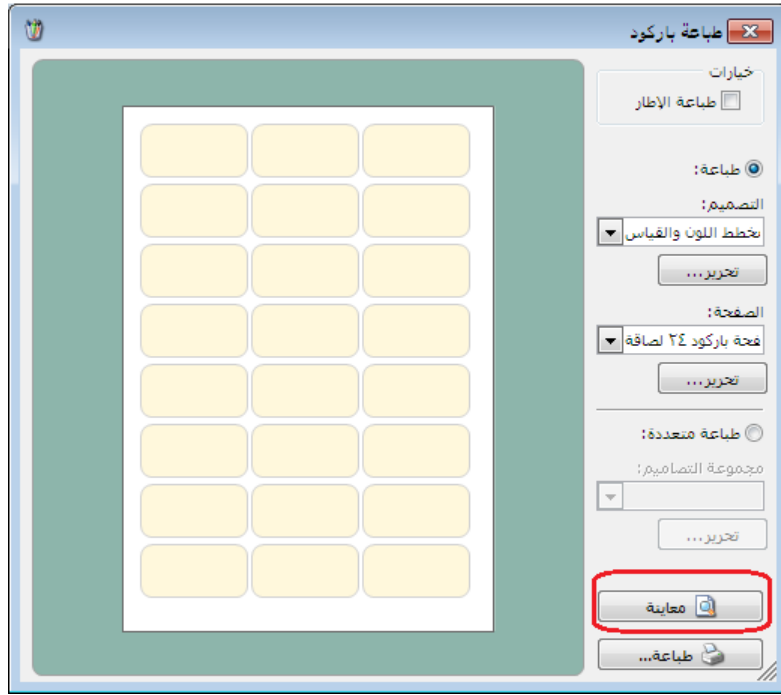 طباعة باركود
خيارات
طباعة الإطار
طباعة:
التصميم:
مخطط اللون والقياس
تحرير...
الصفحة:
فحة باركود ٢٤ لصاقة
تحرير...
طباعة متعددة:
مجموعة التصاميم:
تحرير...
معاينة
طباعة...